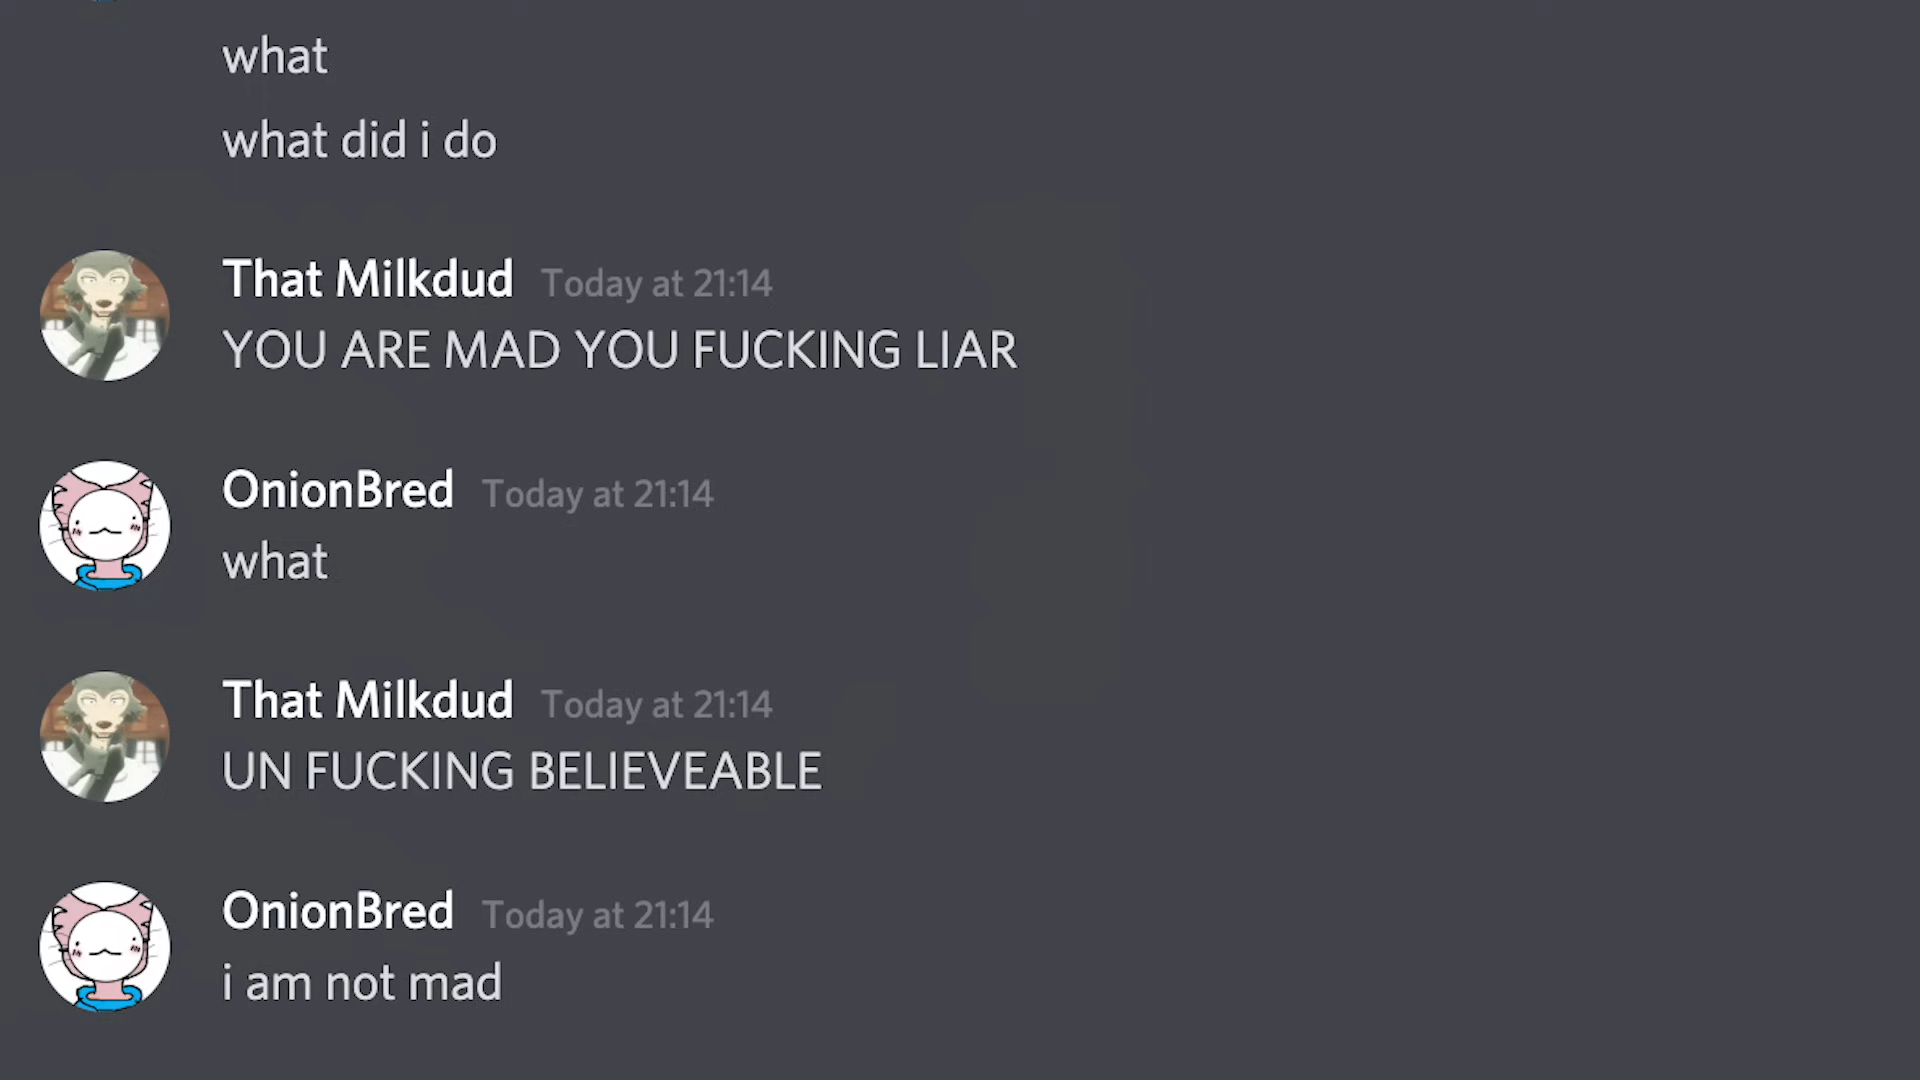 what
what did i do
That Milkdud Today at 21:14
YOU ARE MAD YOU FUCKING LIAR
OnionBred Today at 21:14
what
That Milkdud Today at 21:14
UN FUCKING BELIEVEABLE
OnionBred Today at 21:14
i am not mad